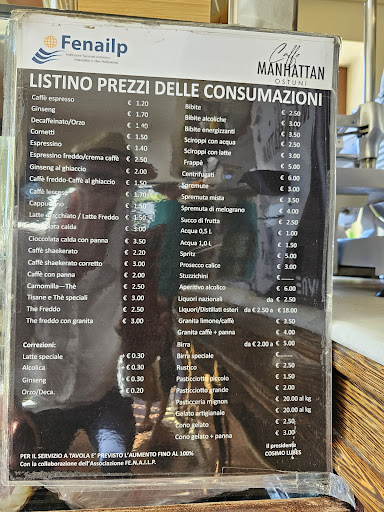 Fenailp
Caffè
MANHATTAN
OSTUNI
LISTINO PREZZI DELLE CONSUMAZIONI
Caffè espresso € 1.20
Ginseng € 1.70
Decaffeinato/Orzo € 1.40
Cornetti € 1.50
Espressino € 1.40
Espressino freddo/crema caffè € 2.50
Ginseng al ghiaccio € 2.00
Caffè freddo-Caffè al ghiaccio € 1.50
Caffè leccese € 1.70
Cappuccino € 1.50
Latte macchiato / Latte Freddo € 1.50
Cioccolata calda € 3.00
Cioccolata calda con panna € 3.50
Caffè shakerato € 2.20
Caffè shakerato corretto € 3.00
Caffè con panna € 2.00
Camomilla—Thè € 2.50
Tisane e Thè speciali € 3.00
The Freddo € 2.50
The freddo con granita € 3.00
Correzioni:
Latte speciale € 0.30
Alcolica € 0.30
Ginseng € 0.30
Orzo/Deca. € 0.20
Bibite € 2.50
Bibite alcoliche € 3.00
Bibite energizzanti € 3.50
Sciroppi con acqua € 2.50
Sciroppi con latte € 3.00
Frappè € 5.00
Centrifugati € 6.00
Spremute € 3.00
Spremuta mista € 3.50
Spremuta di melograno € 4.00
Succo di frutta € 2.50
Acqua 0,5 L € 1.00
Acqua 1,0 L € 1.50
Spritz € 5.00
Prosecco calice € 3.00
Stuzzichini €......
Aperitivo alcolico € 6.00
Liquori nazionali da € 2.50
Liquori/Distillati esteri da € 2.50 a € 18.00
Granita limone/caffè € 3.50
Granita caffè + panna € 4.00
Birra da € 2.00 a € 5.00
Birra speciale €......
Rustico € 2.50
Pasticciotto piccolo € 1.50
Pasticciotto grande € 2.00
Pasticceria mignon € 20.00 al kg
Gelato artigianale € 20.00 al kg
Cono gelato € 2.50
Cono gelato + panna € 3.00
PER IL SERVIZIO A TAVOLA E' PREVISTO L'AUMENTO FINO AL 100%
Con la collaborazione dell'Associazione FE.N.A.I.L.P.
Il presidente
COSIMO LUBES